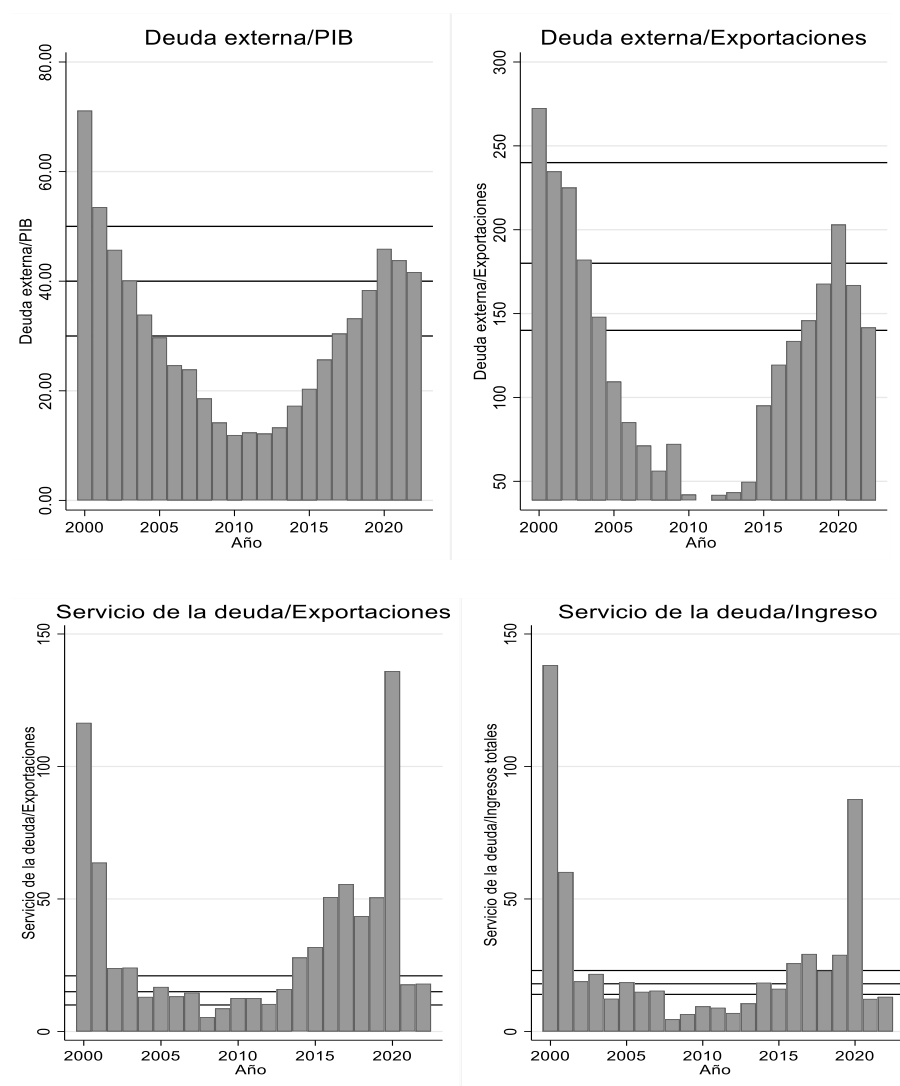 Deuda externa/PIB
80.00
60.00
40.00
20.00
0.00
Deuda externa/PIB
2000 2005 2010 2015 2020
Año
Deuda externa/Exportaciones
300
250
200
150
100
50
Deuda externa/Exportaciones
2000 2005 2010 2015 2020
Año
Servicio de la deuda/Exportaciones
150
100
50
0
Servicio de la deuda/Exportaciones
2000 2005 2010 2015 2020
Año
Servicio de la deuda/Ingreso
150
100
50
0
Servicio de la deuda/Ingresos totales
2000 2005 2010 2015 2020
Año